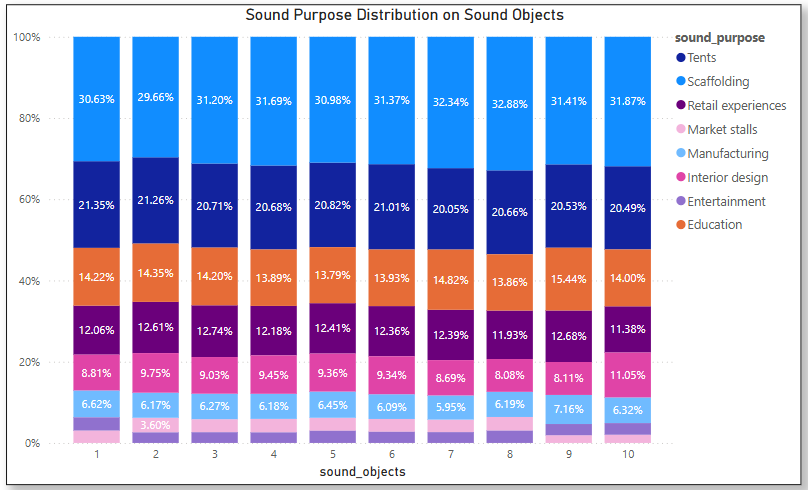 Sound Purpose Distribution on Sound Objects
sound_purpose
Tents
Scaffolding
Retail experiences
Market stalls
Manufacturing
Interior design
Entertainment
Education
100%
80%
60%
40%
20%
0%
30.63% 29.66% 31.20% 31.69% 30.98% 31.37% 32.34% 32.88% 31.41% 31.87%
21.35% 21.26% 20.71% 20.68% 20.82% 21.01% 20.05% 20.66% 20.53% 20.49%
14.22% 14.35% 14.20% 13.89% 13.79% 13.93% 14.82% 13.86% 15.44% 14.00%
12.06% 12.61% 12.74% 12.18% 12.41% 12.36% 12.39% 11.93% 12.68% 11.38%
8.81% 9.75% 9.03% 9.45% 9.36% 9.34% 8.69% 8.08% 8.11% 11.05%
6.62% 6.17% 6.27% 6.18% 6.45% 6.09% 5.95% 6.19% 7.16% 6.32%
3.60%
1 2 3 4 5 6 7 8 9 10
sound_objects